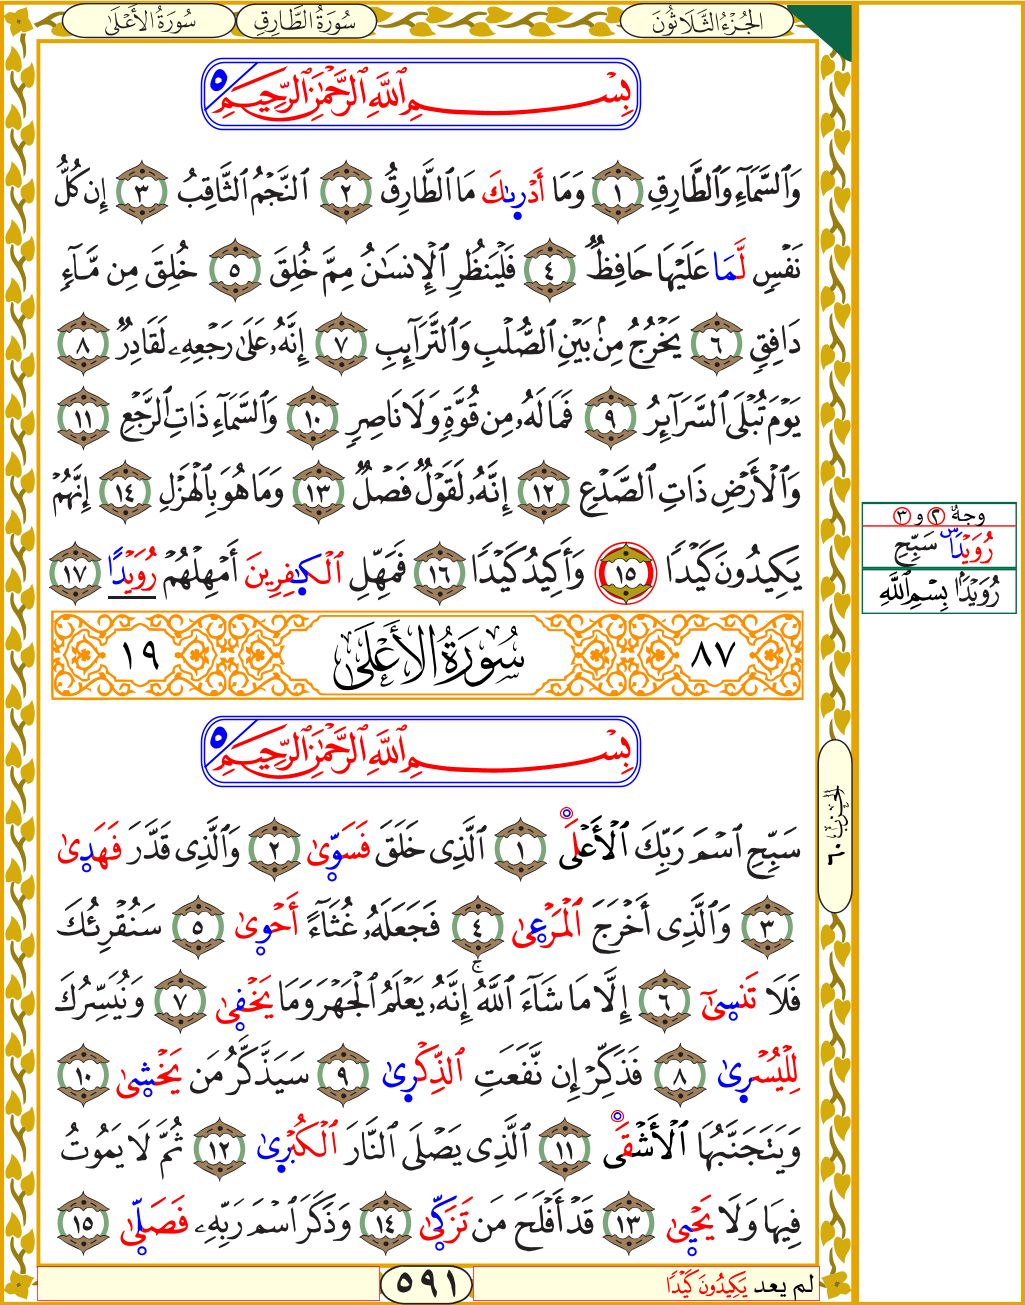 الجُزْءُ الثَّلَاثُونَ
سُورَةُ الطَّارِقِ
سُورَةُ الأَعْلَىٰ
بِسْمِ ٱللَّهِ ٱلرَّحْمَٰنِ ٱلرَّحِيمِ ٥
وَٱلسَّمَآءِ وَٱلطَّارِقِ ١ وَمَآ أَدْرَىٰكَ مَا ٱلطَّارِقُ ٢ ٱلنَّجْمُ ٱلثَّاقِبُ ٣ إِن كُلُّ
نَفْسٍ لَّمَا عَلَيْهَا حَافِظٌ ٤ فَلْيَنظُرِ ٱلْإِنسَٰنُ مِمَّ خُلِقَ ٥ خُلِقَ مِن مَّآءٍ
دَافِقٍ ٦ يَخْرُجُ مِنۢ بَيْنِ ٱلصُّلْبِ وَٱلتَّرَآئِبِ ٧ إِنَّهُۥ عَلَىٰ رَجْعِهِۦ لَقَادِرٌ ٨
يَوْمَ تُبْلَى ٱلسَّرَآئِرُ ٩ فَمَا لَهُۥ مِن قُوَّةٍ وَلَا نَاصِرٍ ١٠ وَٱلسَّمَآءِ ذَاتِ ٱلرَّجْعِ ١١
وَٱلْأَرْضِ ذَاتِ ٱلصَّدْعِ ١٢ إِنَّهُۥ لَقَوْلٌ فَصْلٌ ١٣ وَمَا هُوَ بِٱلْهَزْلِ ١٤ إِنَّهُمْ
يَكِيدُونَ كَيْدًا ١٥ وَأَكِيدُ كَيْدًا ١٦ فَمَهِّلِ ٱلْكَٰفِرِينَ أَمْهِلْهُمْ رُوَيْدًۢا ١٧
٨٧ سُورَةُ الأَعْلَىٰ ١٩
بِسْمِ ٱللَّهِ ٱلرَّحْمَٰنِ ٱلرَّحِيمِ ٥
سَبِّحِ ٱسْمَ رَبِّكَ ٱلْأَعْلَى ١ ٱلَّذِى خَلَقَ فَسَوَّىٰ ٢ وَٱلَّذِى قَدَّرَ فَهَدَىٰ
٣ وَٱلَّذِىٓ أَخْرَجَ ٱلْمَرْعَىٰ ٤ فَجَعَلَهُۥ غُثَآءً أَحْوَىٰ ٥ سَنُقْرِئُكَ
فَلَا تَنسَىٰٓ ٦ إِلَّا مَا شَآءَ ٱللَّهُ ۚ إِنَّهُۥ يَعْلَمُ ٱلْجَهْرَ وَمَا يَخْفَىٰ ٧ وَنُيَسِّرُكَ
لِلْيُسْرَىٰ ٨ فَذَكِّرْ إِن نَّفَعَتِ ٱلذِّكْرَىٰ ٩ سَيَذَّكَّرُ مَن يَخْشَىٰ ١٠
وَيَتَجَنَّبُهَا ٱلْأَشْقَى ١١ ٱلَّذِى يَصْلَى ٱلنَّارَ ٱلْكُبْرَىٰ ١٢ ثُمَّ لَا يَمُوتُ
فِيهَا وَلَا يَحْيَىٰ ١٣ قَدْ أَفْلَحَ مَن تَزَكَّىٰ ١٤ وَذَكَرَ ٱسْمَ رَبِّهِۦ فَصَلَّىٰ ١٥
وجهٌ ٢ و ٣
رُوَيْدًا س سَبِّحِ
رُوَيْدًۢا بِسْمِ ٱللَّهِ
الحزب ٦٠
لم يعد يَكِيدُونَ كَيْدًا
٥٩١